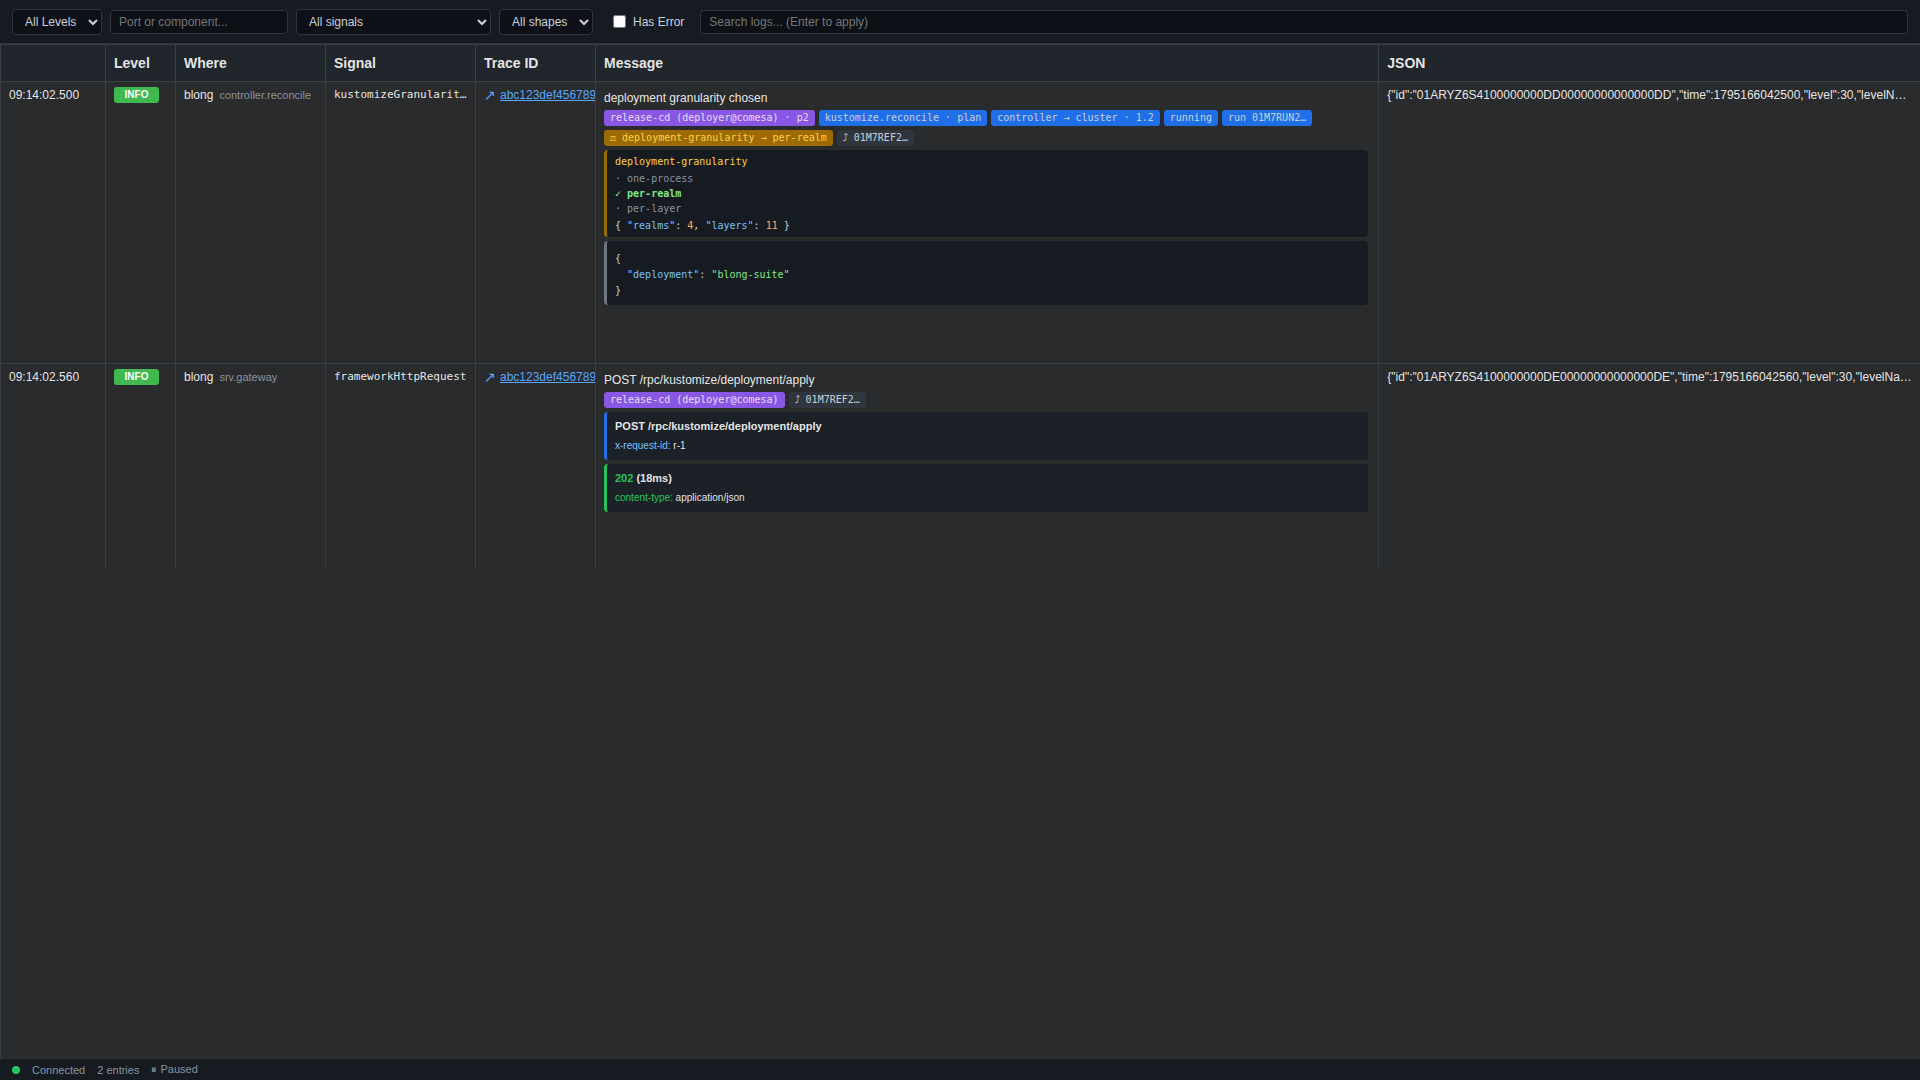 All Levels Port or component... All signals All shapes Has Error Search logs... (Enter to apply)
Level Where Signal Trace ID Message JSON
09:14:02.500 INFO blong controller.reconcile kustomizeGranularit… ↗ abc123def456789 deployment granularity chosen {"id":"01ARYZ6S4100000000DD00000000000000DD","time":1795166042500,"level":30,"levelN…
release-cd (deployer@comesa) · p2 kustomize.reconcile · plan controller → cluster · 1.2 running run 01M7RUN2…
⚖ deployment-granularity → per-realm ⤴ 01M7REF2…
deployment-granularity
· one-process
✓ per-realm
· per-layer
{ "realms": 4, "layers": 11 }
{
"deployment": "blong-suite"
}
09:14:02.560 INFO blong srv.gateway frameworkHttpRequest ↗ abc123def456789 POST /rpc/kustomize/deployment/apply {"id":"01ARYZ6S4100000000DE00000000000000DE","time":1795166042560,"level":30,"levelNa…
release-cd (deployer@comesa) ⤴ 01M7REF2…
POST /rpc/kustomize/deployment/apply
x-request-id: r-1
202 (18ms)
content-type: application/json
Connected 2 entries ⏸ Paused